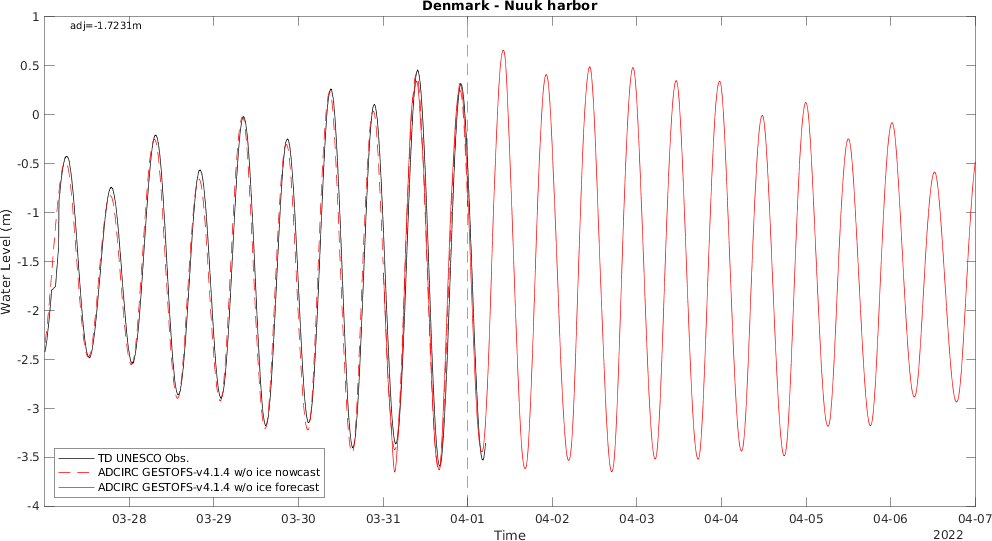 Denmark - Nuuk harbor
adj=-1.7231m
1
0.5
0
-0.5
-1
-1.5
-2
-2.5
-3
-3.5
-4
Water Level (m)
TD UNESCO Obs.
ADCIRC GESTOFS-v4.1.4 w/o ice nowcast
ADCIRC GESTOFS-v4.1.4 w/o ice forecast
03-28 03-29 03-30 03-31 04-01 04-02 04-03 04-04 04-05 04-06 04-07
Time
2022